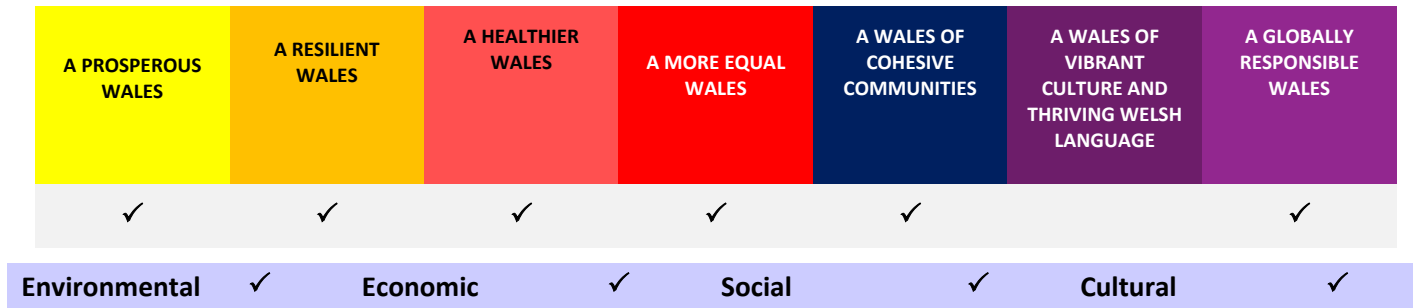 A PROSPEROUS
WALES
A RESILIENT
WALES
A HEALTHIER
WALES
A MORE EQUAL
WALES
A WALES OF
COHESIVE
COMMUNITIES
A WALES OF
VIBRANT
CULTURE AND
THRIVING WELSH
LANGUAGE
A GLOBALLY
RESPONSIBLE
WALES
✓ ✓ ✓ ✓ ✓ ✓
Environmental ✓ Economic ✓ Social ✓ Cultural ✓